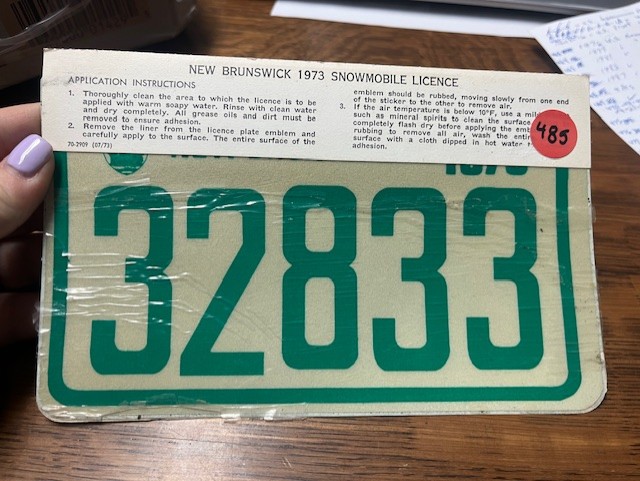 NEW BRUNSWICK 1973 SNOWMOBILE LICENCE
APPLICATION INSTRUCTIONS
1. Thoroughly clean the area to which the licence is to be
applied with warm soapy water. Rinse with clean water
and dry completely. All grease oils and dirt must be
removed to ensure adhesion.
2. Remove the liner from the licence plate emblem and
carefully apply to the surface. The entire surface of the
70-2909 (07/73)
emblem should be rubbed, moving slowly from one end
of the sticker to the other to remove air.
3. If the air temperature is below 10°F, use a
such as mineral spirits to clean the surface
completely flash dry before applying the
rubbing to remove all air, wash the
surface with a cloth dipped in hot water
adhesion.
485
32833